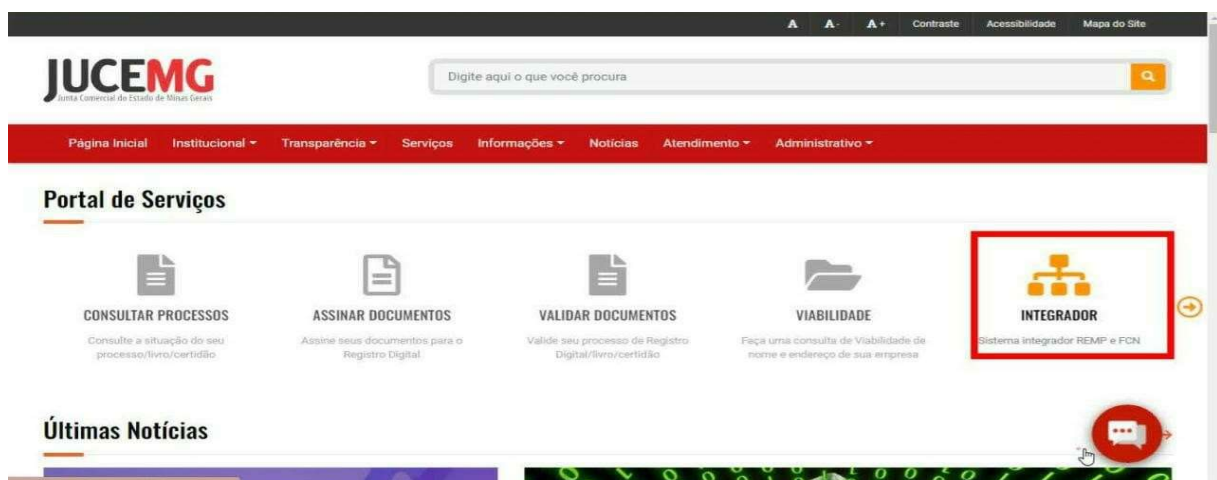 A A- A+ Contraste Acessibilidade Mapa do Site
JUCEMG
Junta Comercial do Estado de Minas Gerais
Digite aqui o que você procura
Página Inicial Institucional Transparência Serviços Informações Notícias Atendimento Administrativo
Portal de Serviços
CONSULTAR PROCESSOS
Consulte a situação do seu
processo/livro/certidão
ASSINAR DOCUMENTOS
Assine seus documentos para o
Registro Digital
VALIDAR DOCUMENTOS
Valide seu processo de Registro
Digital/livro/certidão
VIABILIDADE
Faça uma consulta de Viabilidade de
nome e endereço de sua empresa
INTEGRADOR
Sistema integrador REMP e FCN
Últimas Notícias